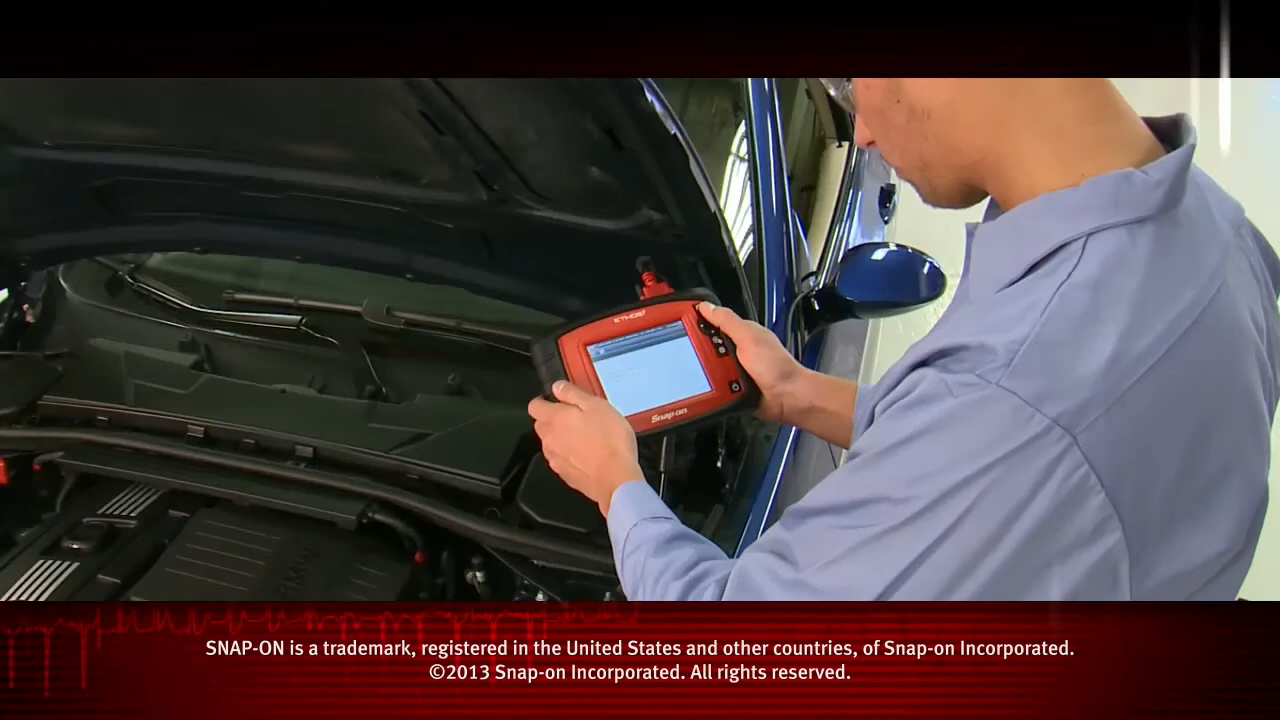 ETHOS
Snap-on
SNAP-ON is a trademark, registered in the United States and other countries, of Snap-on Incorporated.
©2013 Snap-on Incorporated. All rights reserved.